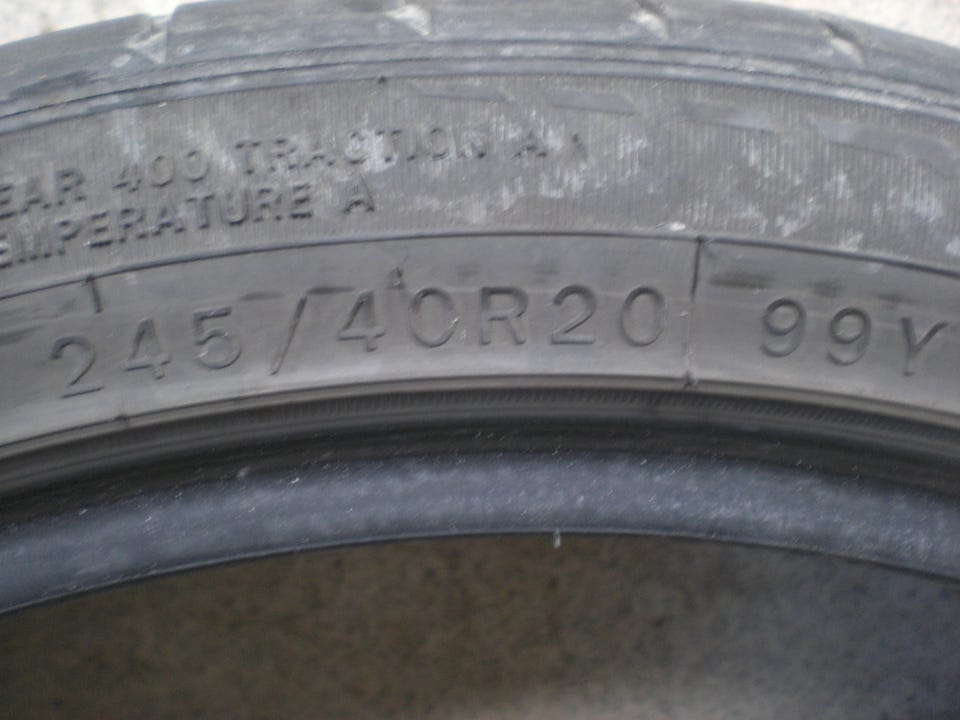 EAR 400 TRACTION A
EMPERATURE A
245/40R20 99Y